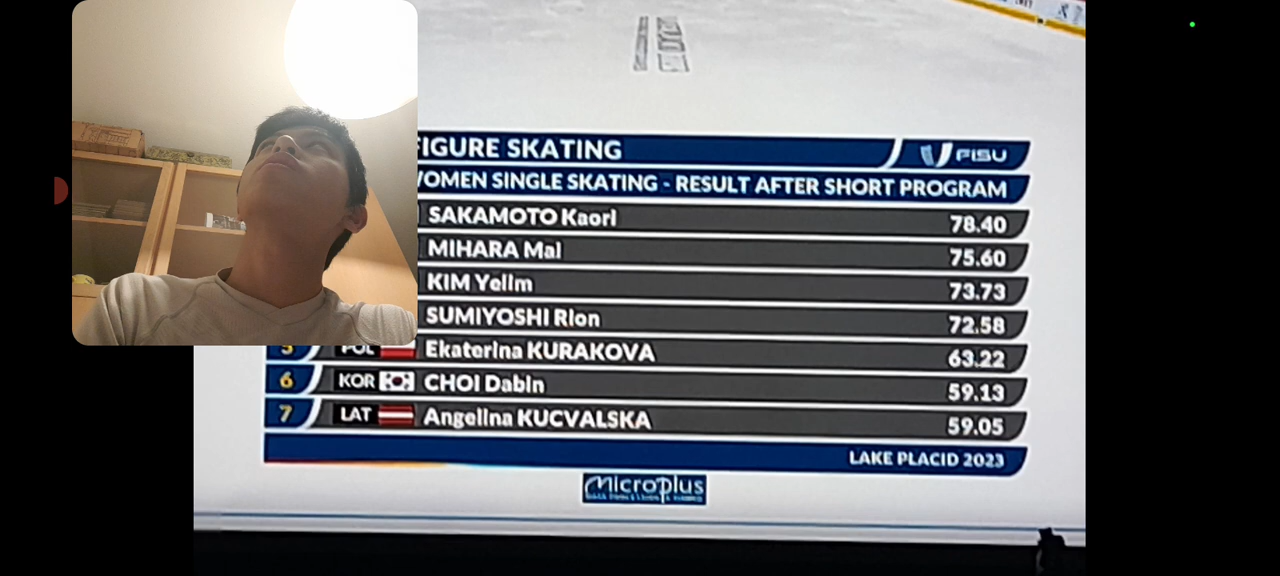 FIGURE SKATING
FISU
WOMEN SINGLE SKATING - RESULT AFTER SHORT PROGRAM
SAKAMOTO Kaori 78.40
MIHARA Mai 75.60
KIM Yelim 73.73
SUMIYOSHI Rion 72.58
5 POL Ekaterina KURAKOVA 63.22
6 KOR CHOI Dabin 59.13
7 LAT Angelina KUCVALSKA 59.05
LAKE PLACID 2023
Microplus